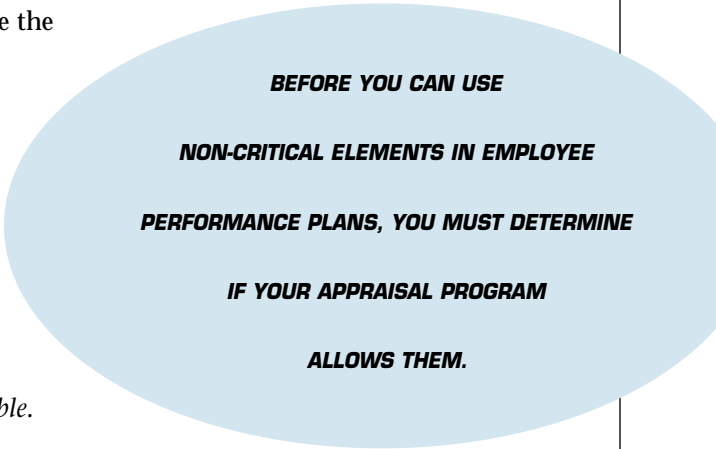 e the
BEFORE YOU CAN USE
NON-CRITICAL ELEMENTS IN EMPLOYEE
PERFORMANCE PLANS, YOU MUST DETERMINE
IF YOUR APPRAISAL PROGRAM
ALLOWS THEM.
ble.